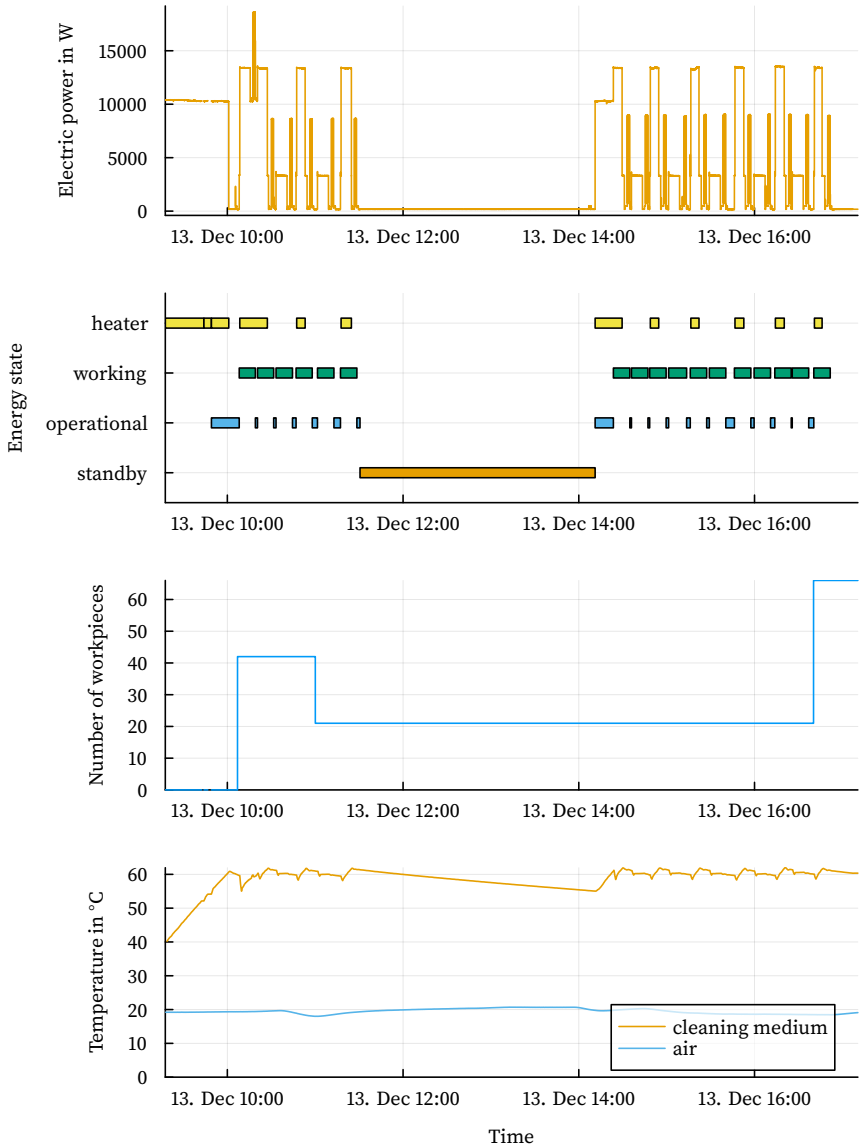 Electric power in W
15000
10000
5000
0
13. Dec 10:00 13. Dec 12:00 13. Dec 14:00 13. Dec 16:00
Energy state
heater
working
operational
standby
13. Dec 10:00 13. Dec 12:00 13. Dec 14:00 13. Dec 16:00
Number of workpieces
60
50
40
30
20
10
0
13. Dec 10:00 13. Dec 12:00 13. Dec 14:00 13. Dec 16:00
Temperature in °C
60
50
40
30
20
10
0
cleaning medium
air
13. Dec 10:00 13. Dec 12:00 13. Dec 14:00 13. Dec 16:00
Time